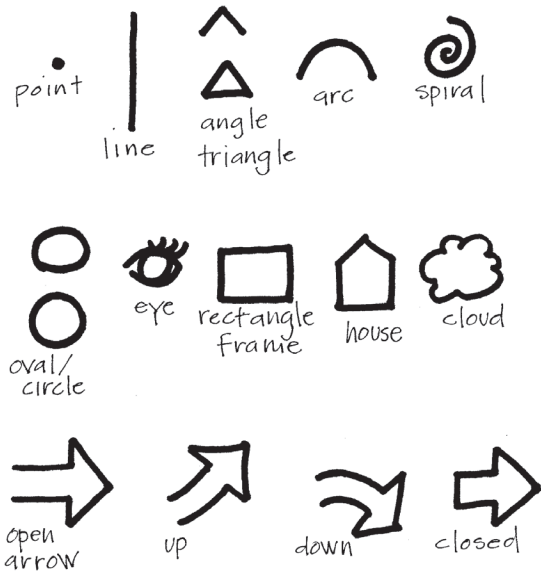 point
line
angle
triangle
arc
spiral
oval/
circle
eye
rectangle
frame
house
cloud
open
arrow
up
down
closed